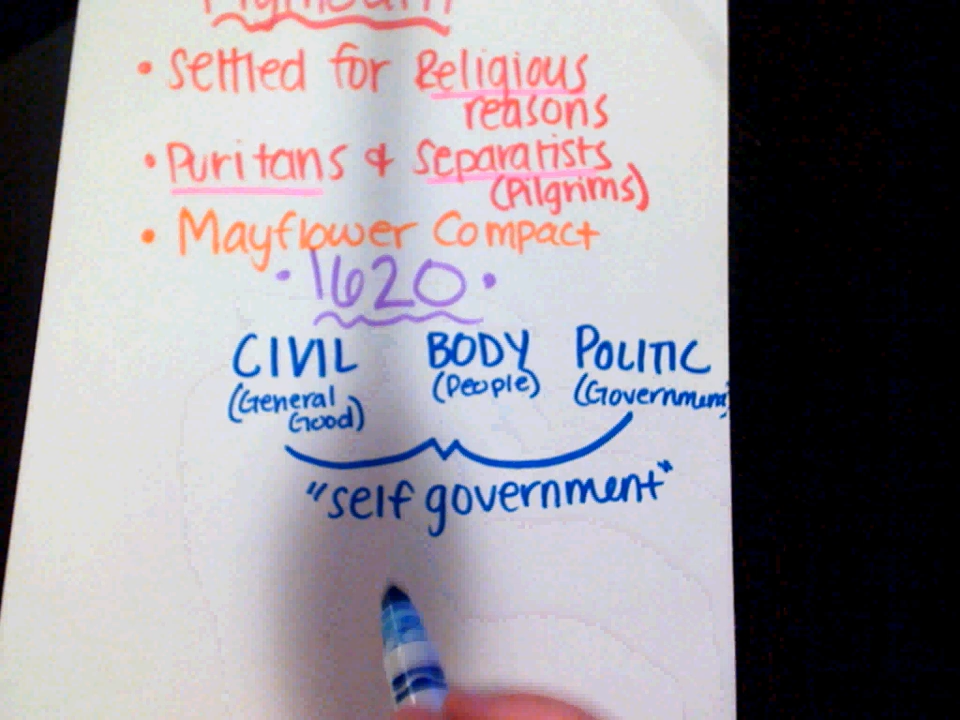 Plymouth
• Settled for Religious
reasons
• Puritans & Separatists
(Pilgrims)
• Mayflower Compact
• 1620 •
CIVIL BODY POLITIC
(General Good) (People) (Government)
"self government"